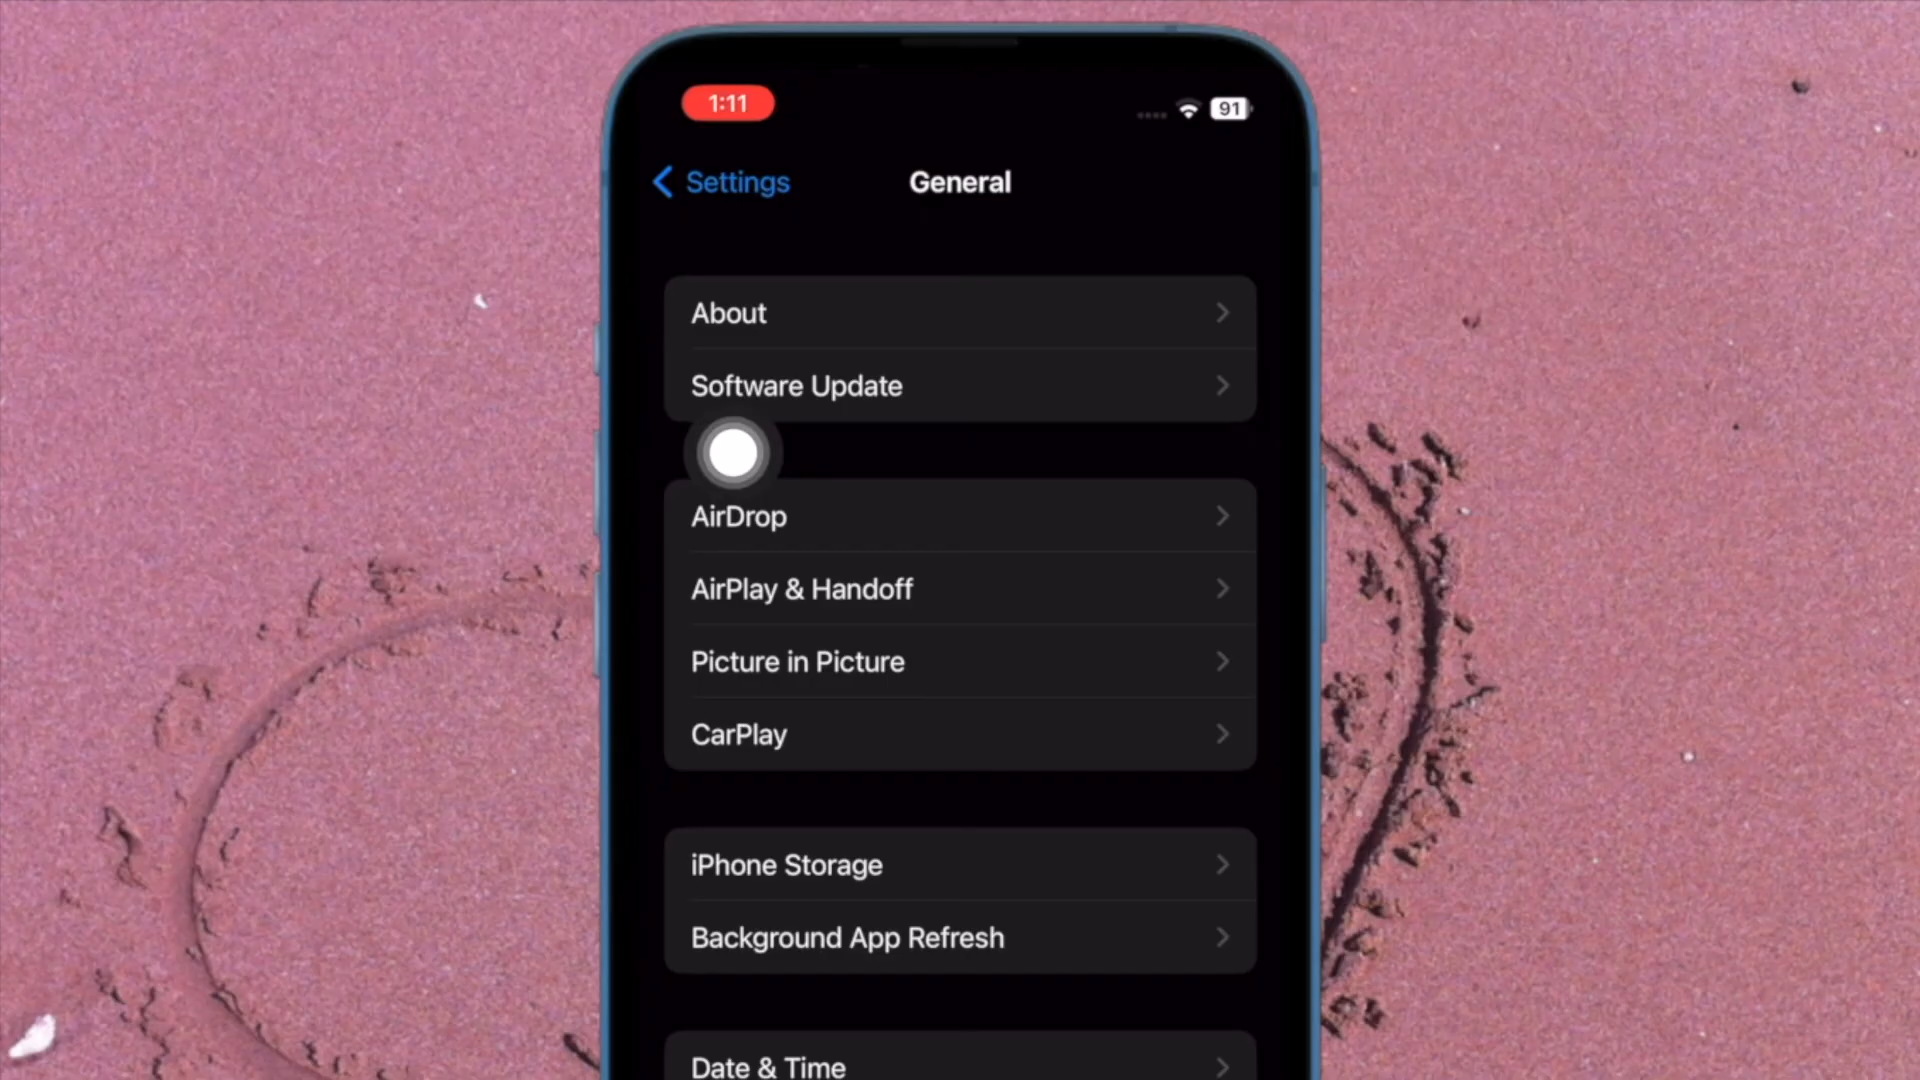 1:11
91
Settings
General
About
Software Update
AirDrop
AirPlay & Handoff
Picture in Picture
CarPlay
iPhone Storage
Background App Refresh
Date & Time